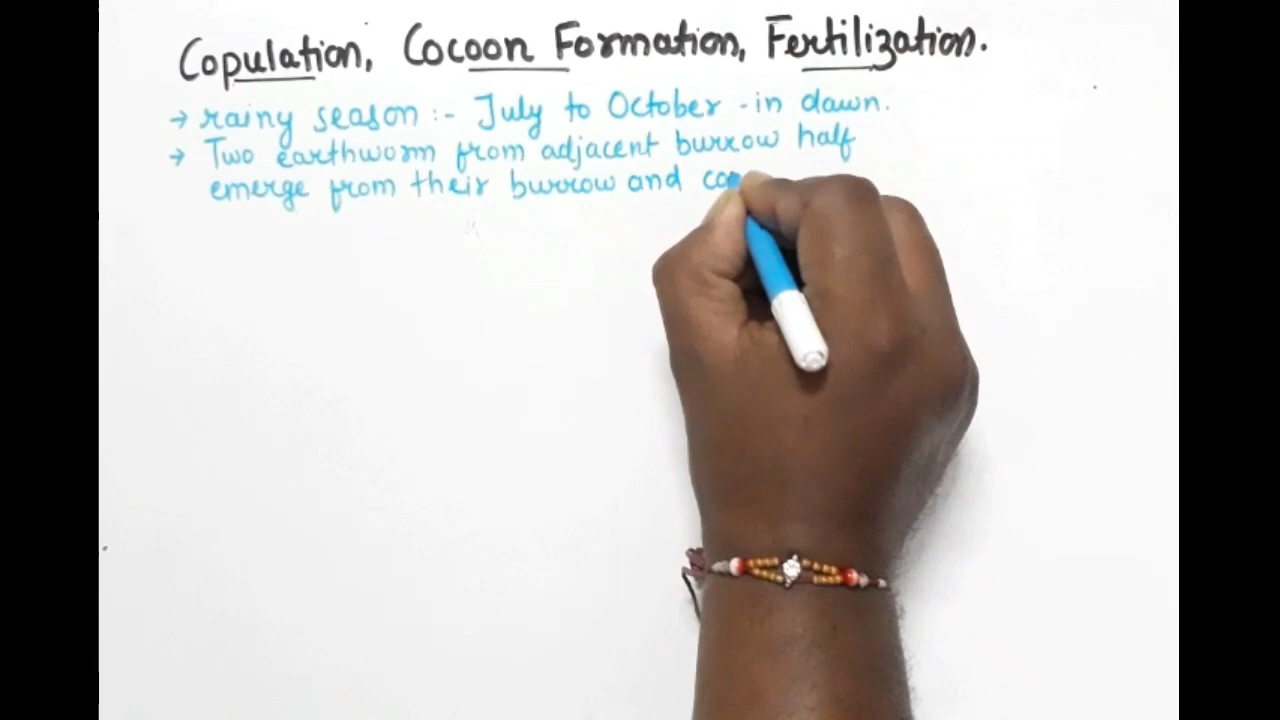 Copulation, Cocoon Formation, Fertilization.
→ rainy season :- July to October - in dawn.
→ Two earthworm from adjacent burrow half
emerge from their burrow and